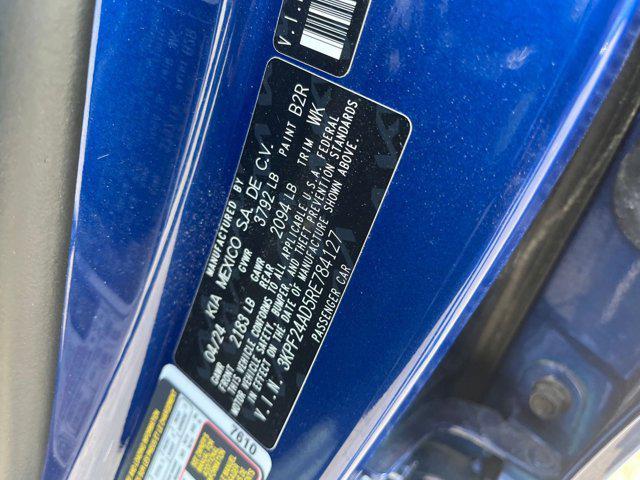 V.I.
MANUFACTURED BY
04/24 KIA MEXICO S.A. DE C.V.
GVWR 3792 LB PAINT B2R
GAWR FRONT 2183 LB GAWR REAR 2094 LB TRIM WK
THIS VEHICLE CONFORMS TO ALL APPLICABLE U.S.A. FEDERAL
MOTOR VEHICLE SAFETY, BUMPER, AND THEFT PREVENTION STANDARDS
IN EFFECT ON THE DATE OF MANUFACTURE SHOWN ABOVE.
V.I.N. 3KPF24AD5RE784127
PASSENGER CAR
7610